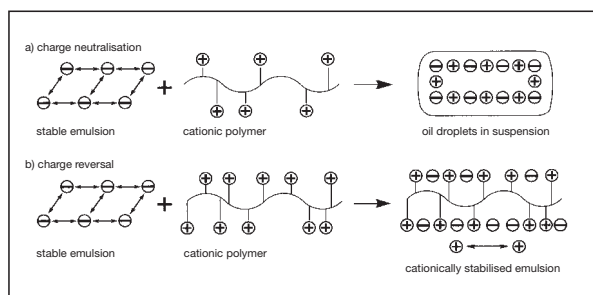 a) charge neutralisation
stable emulsion
cationic polymer
oil droplets in suspension
b) charge reversal
stable emulsion
cationic polymer
cationically stabilised emulsion